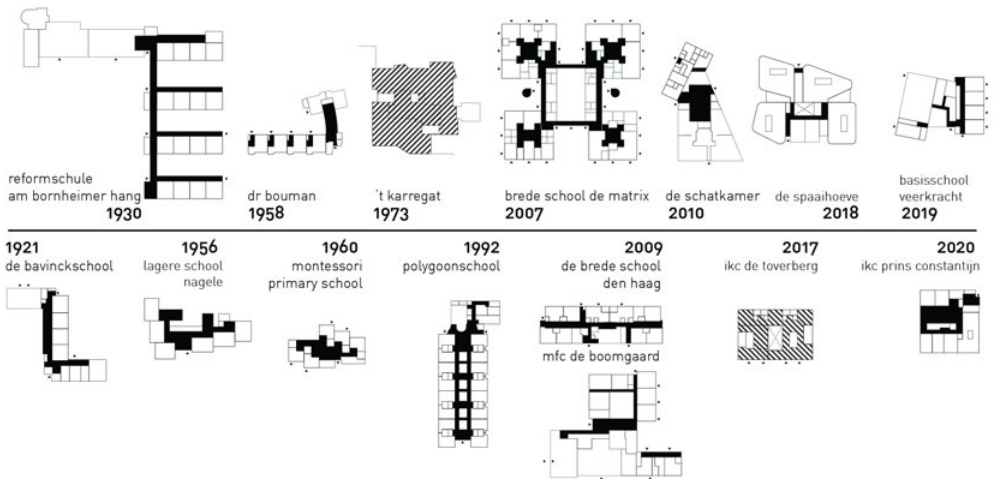 reformschule
am bornheimer hang
1930
dr bouman
1958
't karregat
1973
brede school de matrix
2007
de schatkamer
2010
de spaaihoeve
2018
basisschool
veerkracht
2019
1921
de bavinckschool
1956
lagere school
nagele
1960
montessori
primary school
1992
polygoonschool
2009
de brede school
den haag
mfc de boomgaard
2017
ikc de toverberg
2020
ikc prins constantijn